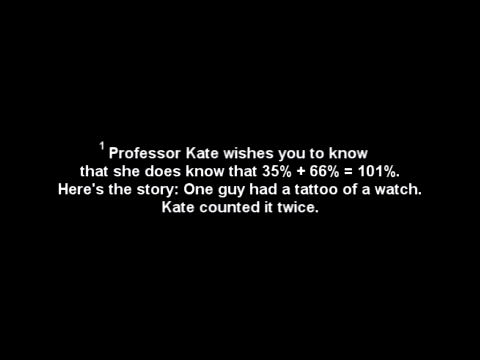 1 Professor Kate wishes you to know
that she does know that 35% + 66% = 101%.
Here's the story: One guy had a tattoo of a watch.
Kate counted it twice.